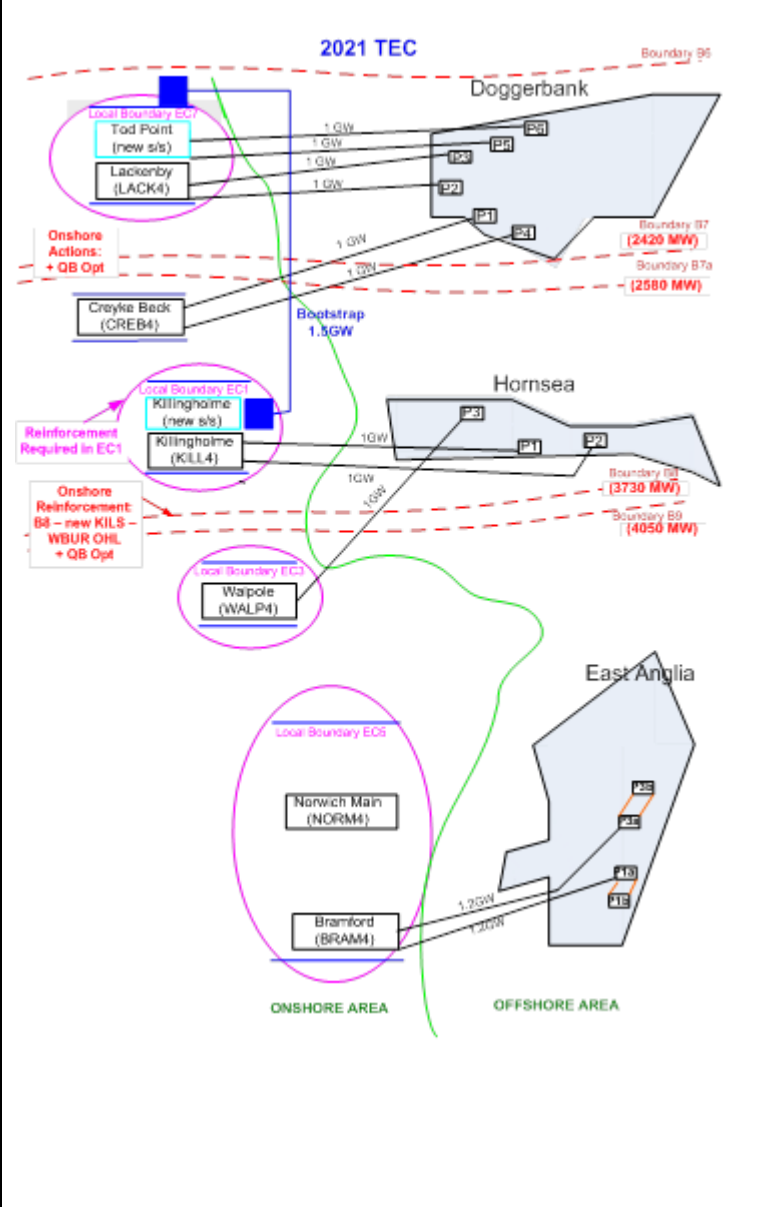 2021 TEC
Boundary B6
Doggerbank
Local Boundary EC7
Tod Point
(new s/s)
Lackenby
(LACK4)
1 GW
1 GW
1 GW
1 GW
P6
P5
P3
P2
P1
P4
1 GW
1 GW
Onshore
Actions:
+ QB Opt
Boundary B7
(2420 MW)
Boundary B7a
(2580 MW)
Creyke Beck
(CREB4)
Bootstrap
1.5GW
Hornsea
Local Boundary EC1
Killingholme
(new s/s)
Killingholme
(KILL4)
Reinforcement
Required in EC1
P3
P1
P2
1GW
1GW
1GW
Boundary B8
(3730 MW)
Boundary B9
(4050 MW)
Onshore
Reinforcement:
B8 – new KILS –
WBUR OHL
+ QB Opt
Local Boundary EC3
Walpole
(WALP4)
East Anglia
Local Boundary EC5
Norwich Main
(NORM4)
Bramford
(BRAM4)
1.2GW
1.2GW
P3a
P1a
P1b
ONSHORE AREA
OFFSHORE AREA